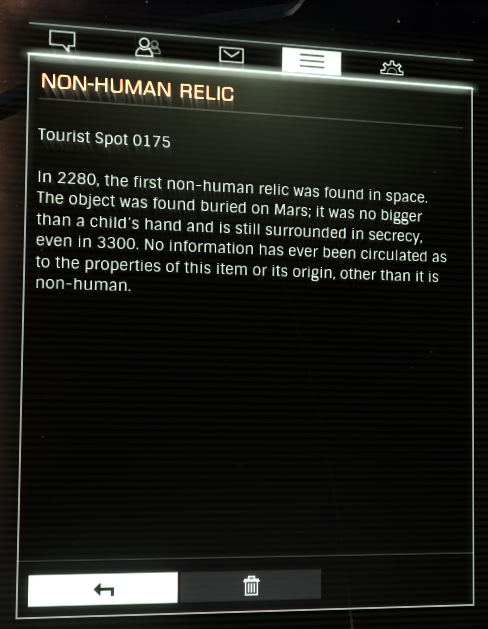 NON-HUMAN RELIC
Tourist Spot 0175
In 2280, the first non-human relic was found in space.
The object was found buried on Mars; it was no bigger
than a child's hand and is still surrounded in secrecy,
even in 3300. No information has ever been circulated as
to the properties of this item or its origin, other than it is
non-human.